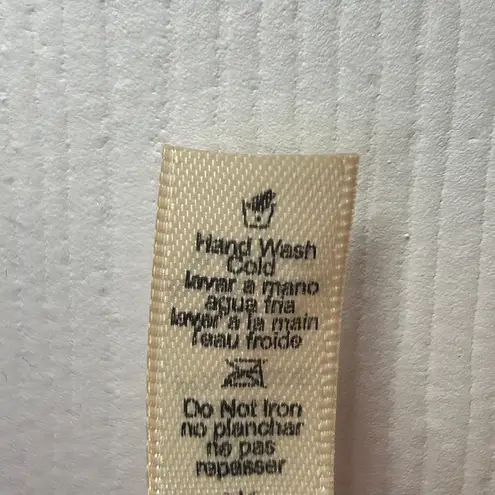 Hand Wash
Cold
lavar a mano
agua fria
lavar a la main
l'eau froide
Do Not Iron
no planchar
ne pas
repasser